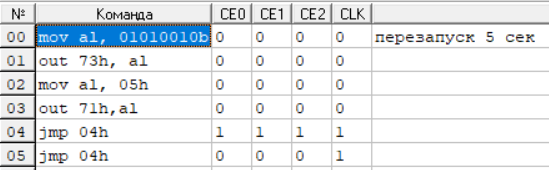 № Команда CE0 CE1 CE2 CLK
00 mov al, 01010010b 0 0 0 0 перезапуск 5 сек
01 out 73h, al 0 0 0 0
02 mov al, 05h 0 0 0 0
03 out 71h,al 0 0 0 0
04 jmp 04h 1 1 1 1
05 jmp 04h 0 0 0 1